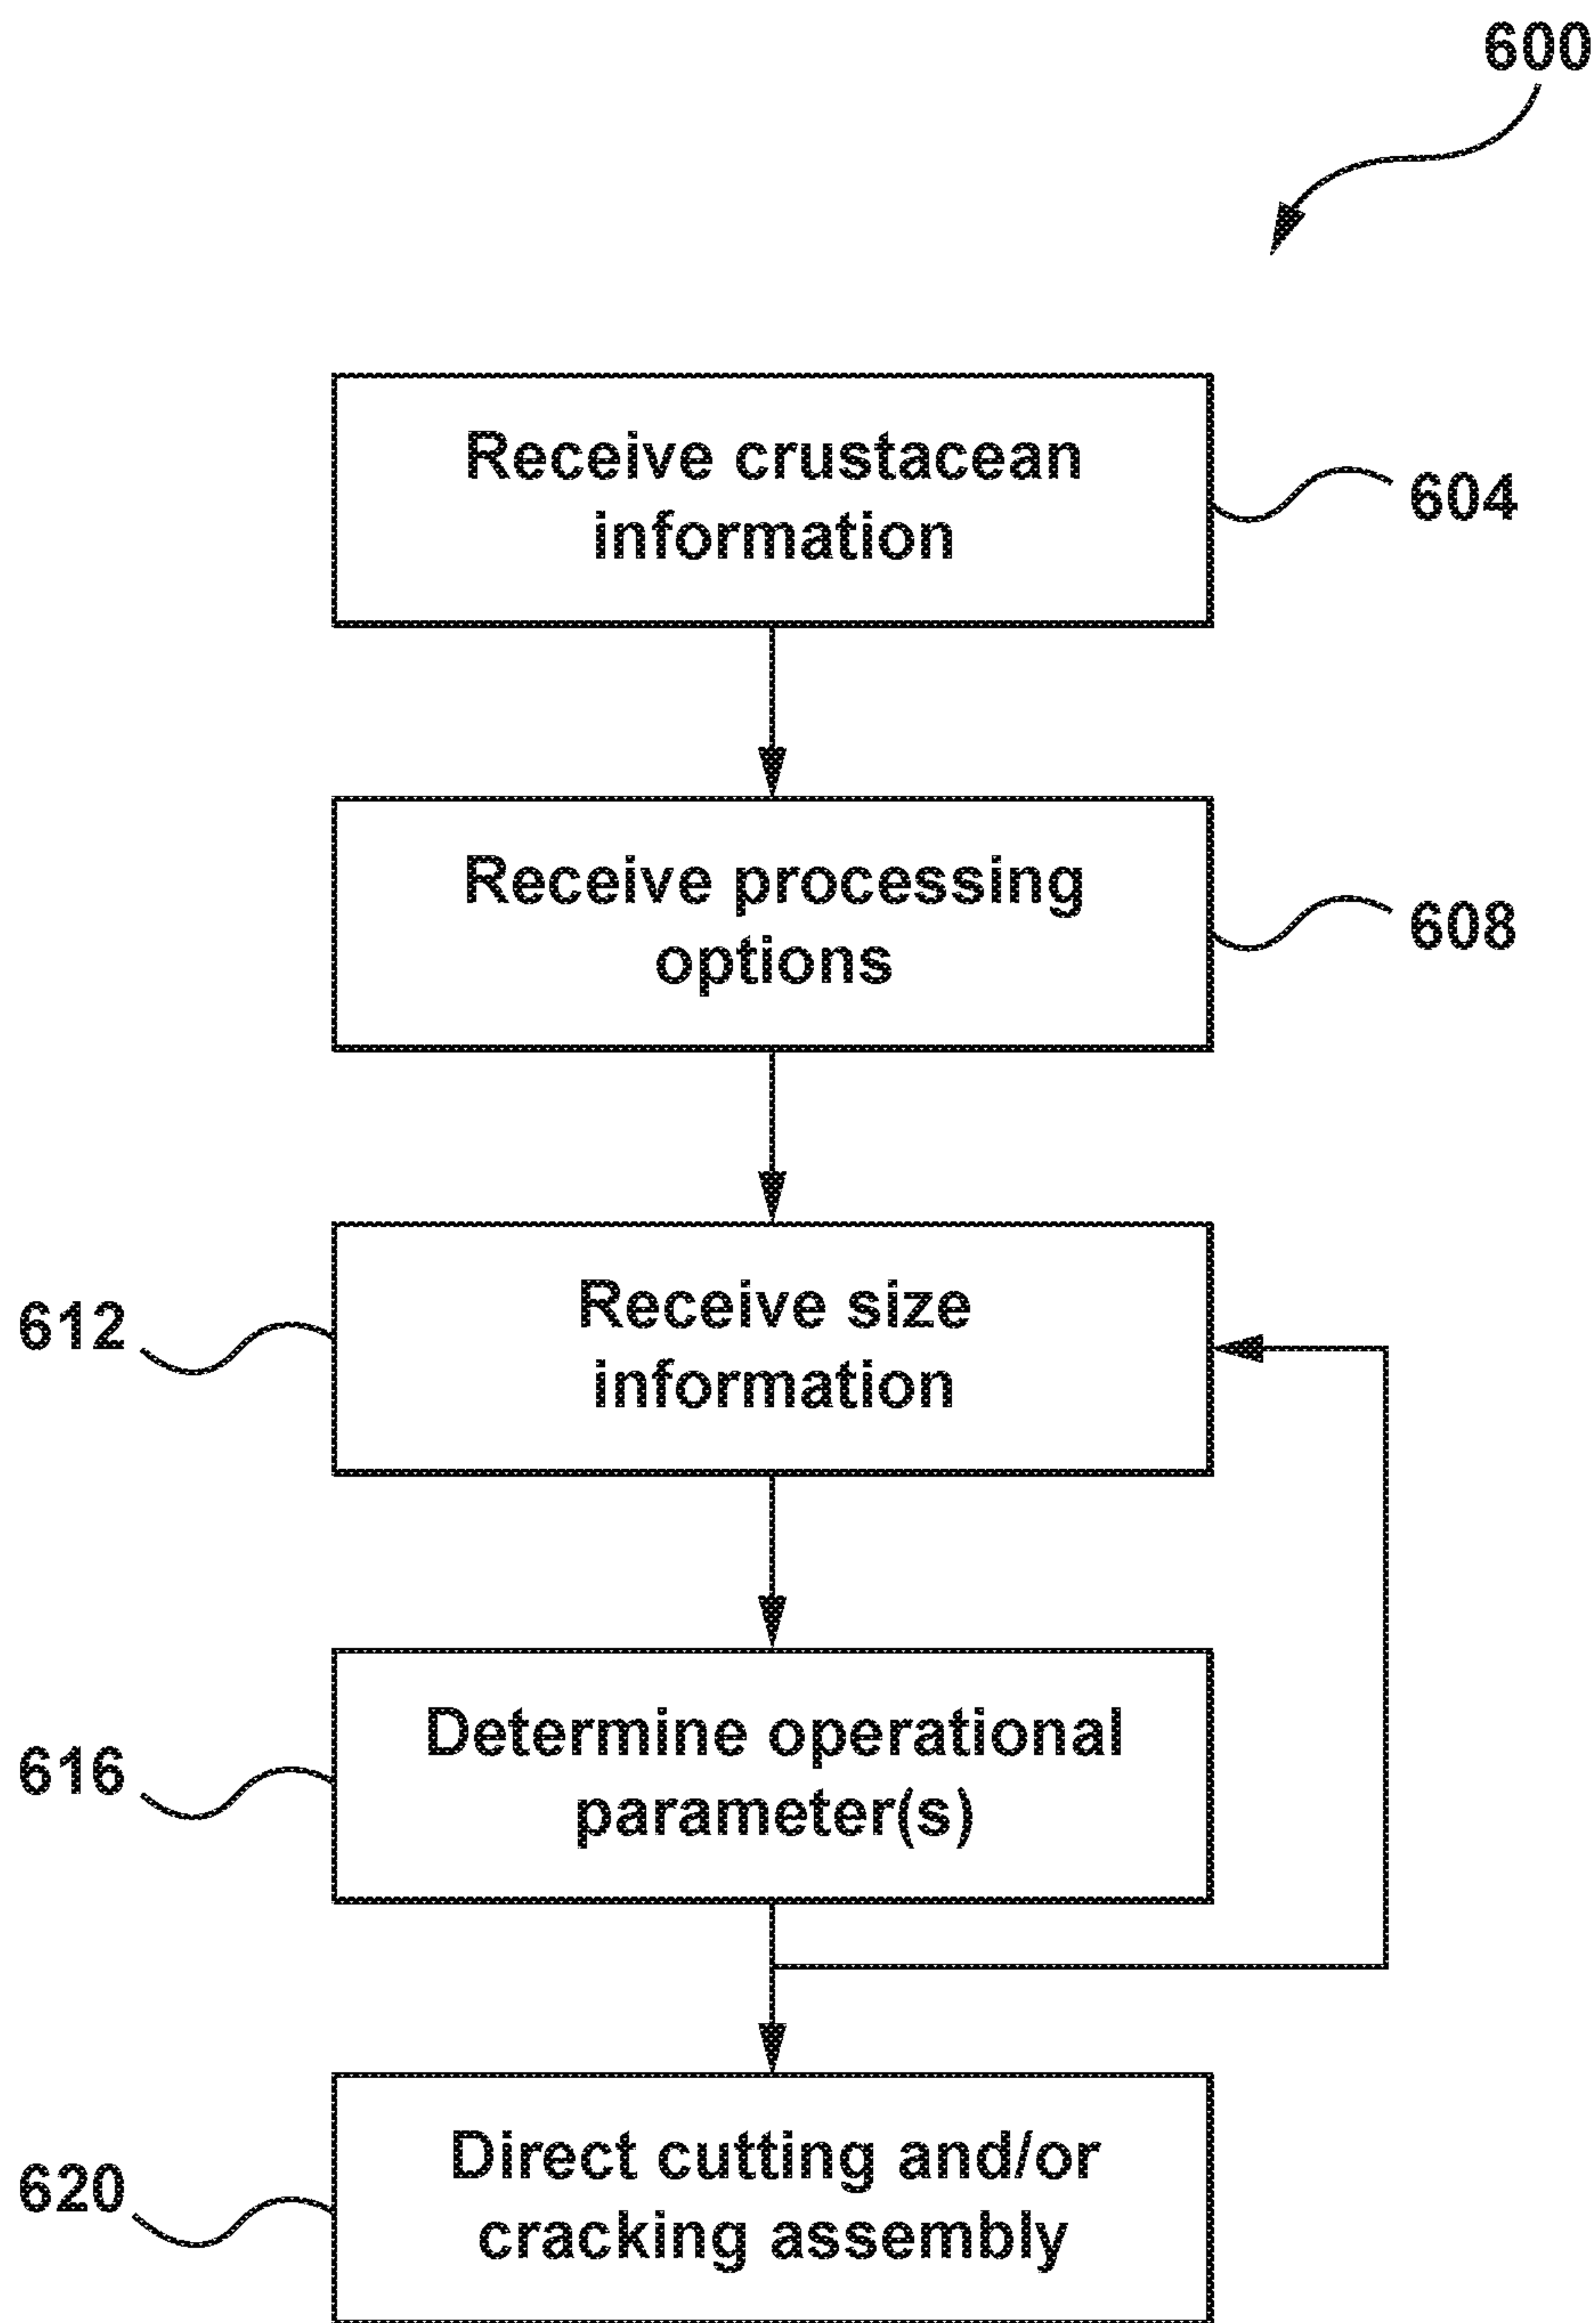 600
Receive crustacean
information
604
Receive processing
options
608
Receive size
information
612
Determine operational
parameter(s)
616
Direct cutting and/or
cracking assembly
620